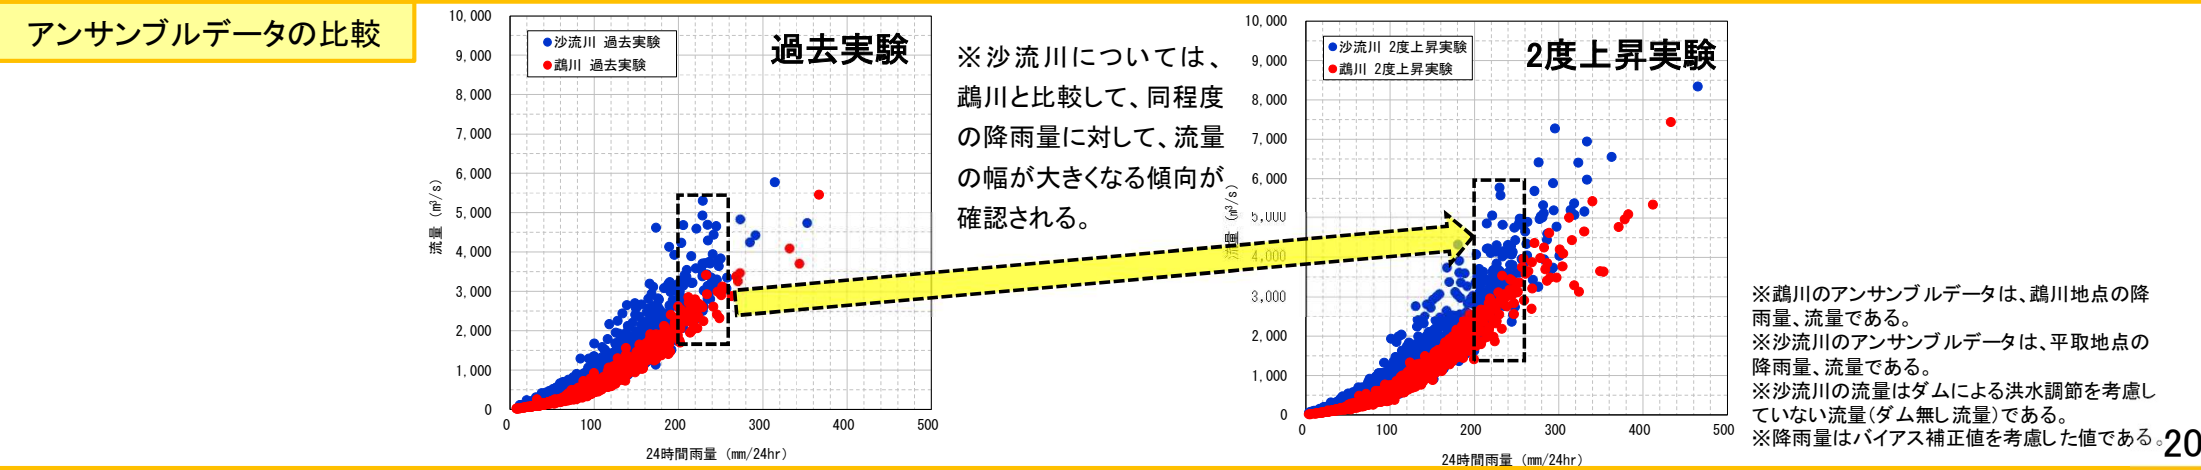 アンサンブルデータの比較
10,000
9,000
8,000
7,000
6,000
5,000
4,000
3,000
2,000
1,000
0
0 100 200 300 400 500
流量 (m³/s)
24時間雨量 (mm/24hr)
沙流川 過去実験
鵡川 過去実験
過去実験
※沙流川については、
鵡川と比較して、同程度
の降雨量に対して、流量
の幅が大きくなる傾向が
確認される。
10,000
9,000
8,000
7,000
6,000
5,000
4,000
3,000
2,000
1,000
0
0 100 200 300 400 500
流量 (m³/s)
24時間雨量 (mm/24hr)
沙流川 2度上昇実験
鵡川 2度上昇実験
2度上昇実験
※鵡川のアンサンブルデータは、鵡川地点の降
雨量、流量である。
※沙流川のアンサンブルデータは、平取地点の
降雨量、流量である。
※沙流川の流量はダムによる洪水調節を考慮し
ていない流量(ダム無し流量)である。
※降雨量はバイアス補正値を考慮した値である。
20